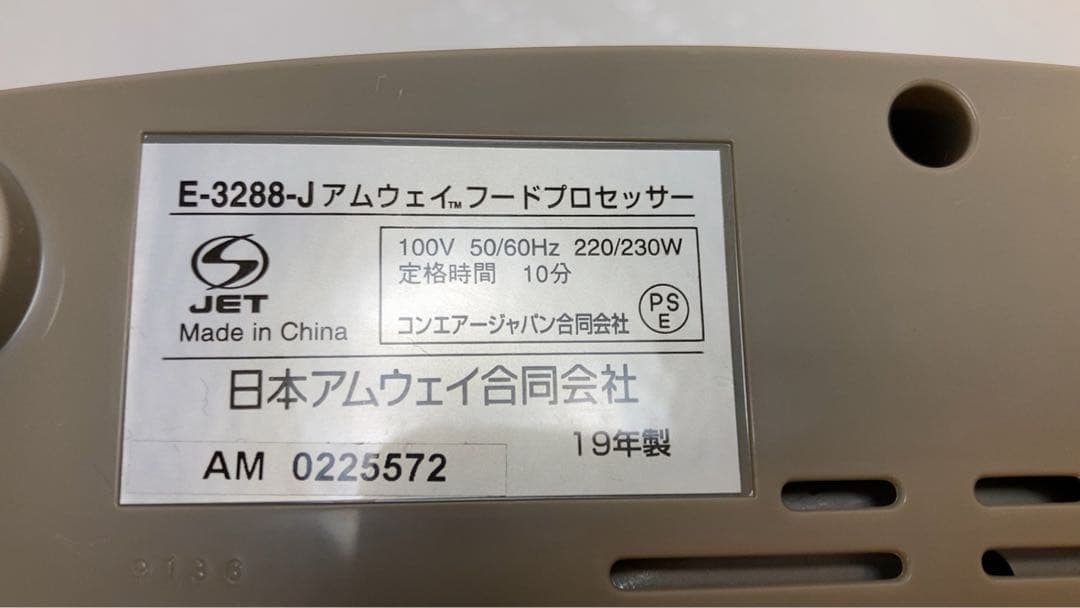 E-3288-J アムウェイ™フードプロセッサー
JET
Made in China
100V 50/60Hz 220/230W
定格時間 10分
コンエアージャパン合同会社
PS
E
日本アムウェイ合同会社
19年製
AM 0225572